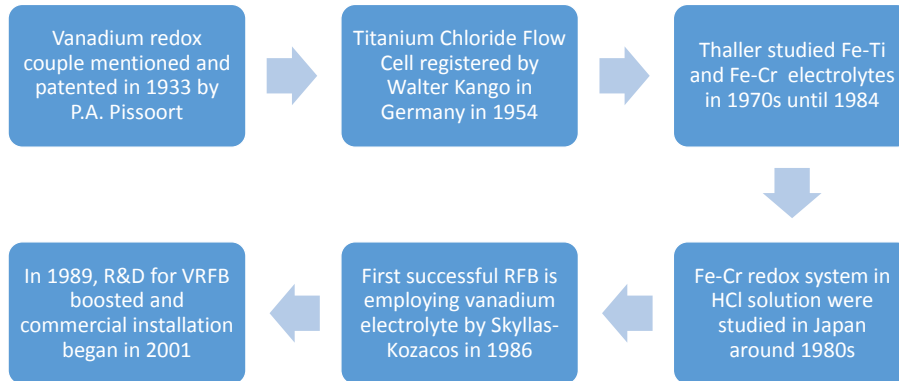 Vanadium redox
couple mentioned and
patented in 1933 by
P.A. Pissoort
Titanium Chloride Flow
Cell registered by
Walter Kango in
Germany in 1954
Thaller studied Fe-Ti
and Fe-Cr electrolytes
in 1970s until 1984
Fe-Cr redox system in
HCl solution were
studied in Japan
around 1980s
First successful RFB is
employing vanadium
electrolyte by Skyllas-
Kozacos in 1986
In 1989, R&D for VRFB
boosted and
commercial installation
began in 2001